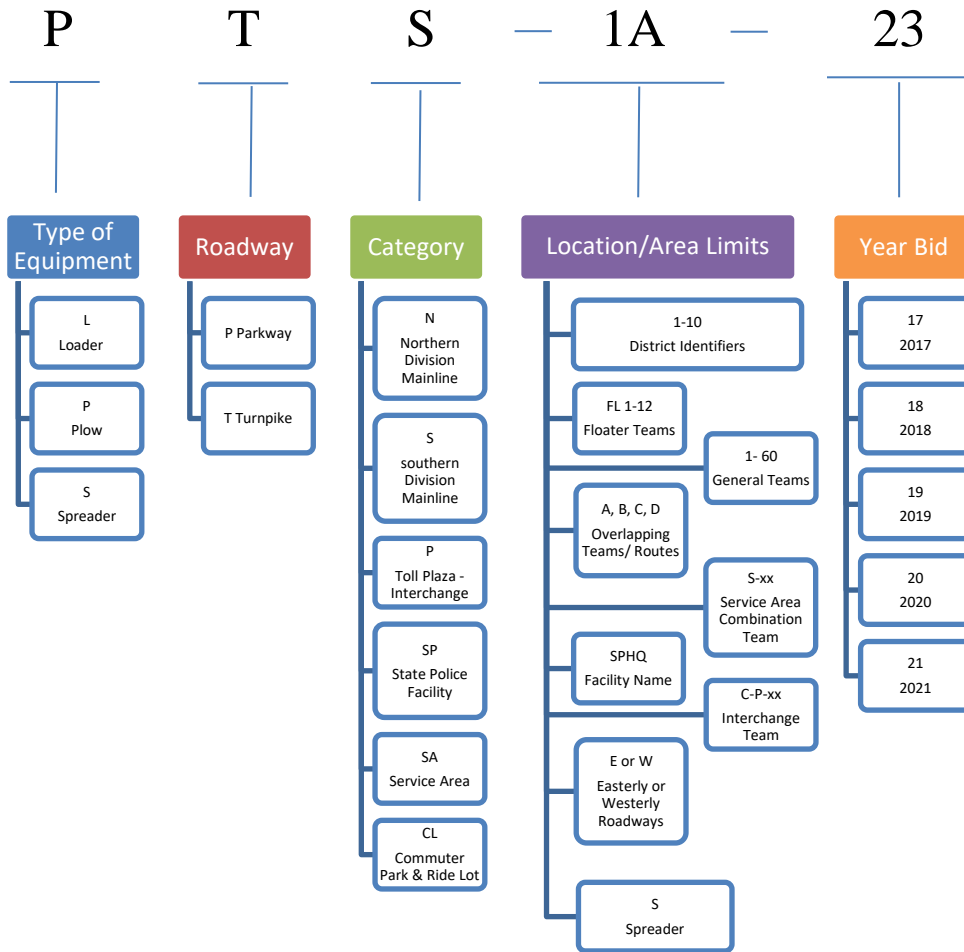 P T S – 1A – 23
Type of
Equipment
L
Loader
P
Plow
S
Spreader
Roadway
P Parkway
T Turnpike
Category
N
Northern
Division
Mainline
S
southern
Division
Mainline
P
Toll Plaza -
Interchange
SP
State Police
Facility
SA
Service Area
CL
Commuter
Park & Ride Lot
Location/Area Limits
1-10
District Identifiers
FL 1-12
Floater Teams
1- 60
General Teams
A, B, C, D
Overlapping
Teams/ Routes
S-xx
Service Area
Combination
Team
SPHQ
Facility Name
C-P-xx
Interchange
Team
E or W
Easterly or
Westerly
Roadways
S
Spreader
Year Bid
17
2017
18
2018
19
2019
20
2020
21
2021